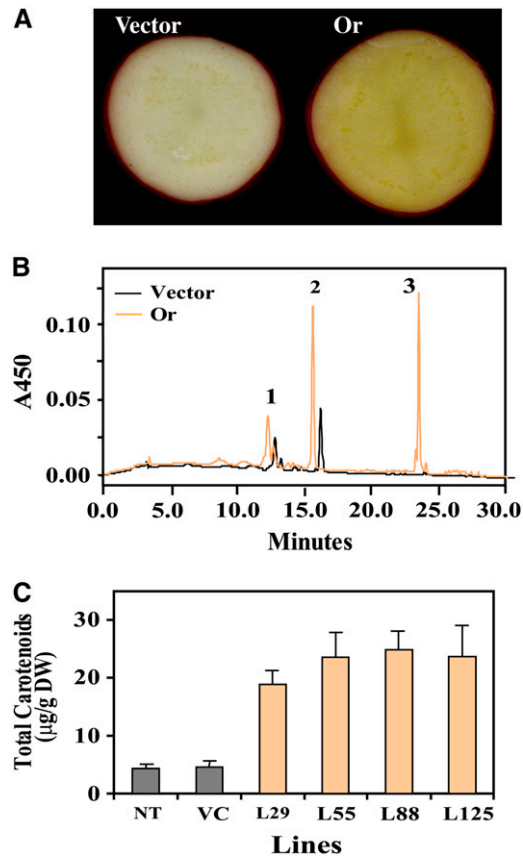 A
Vector
Or
B
Vector
Or
1
2
3
0.10
0.05
0.00
A450
0.0
5.0
10.0
15.0
20.0
25.0
30.0
Minutes
C
Total Carotenoids
(µg/g DW)
30
20
10
0
NT
VC
L29
L55
L88
L125
Lines